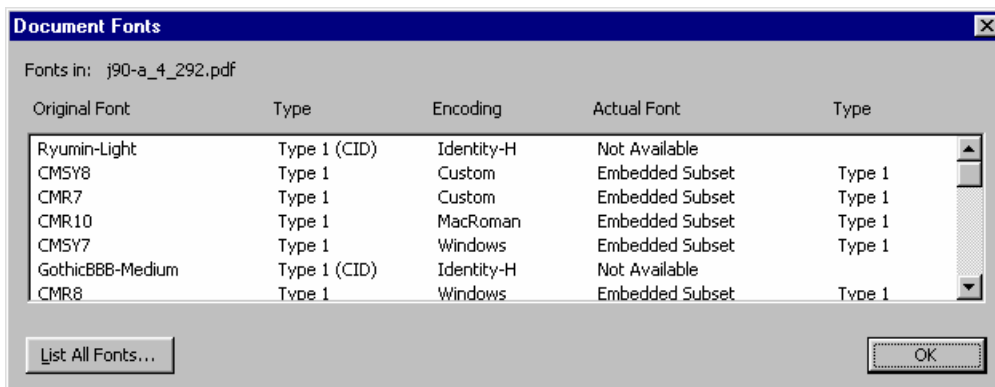 Document Fonts
Fonts in: j90-a_4_292.pdf
Original Font Type Encoding Actual Font Type
Ryumin-Light Type 1 (CID) Identity-H Not Available
CMSY8 Type 1 Custom Embedded Subset Type 1
CMR7 Type 1 Custom Embedded Subset Type 1
CMR10 Type 1 MacRoman Embedded Subset Type 1
CMSY7 Type 1 Windows Embedded Subset Type 1
GothicBBB-Medium Type 1 (CID) Identity-H Not Available
CMR8 Type 1 Windows Embedded Subset Type 1
List All Fonts... OK